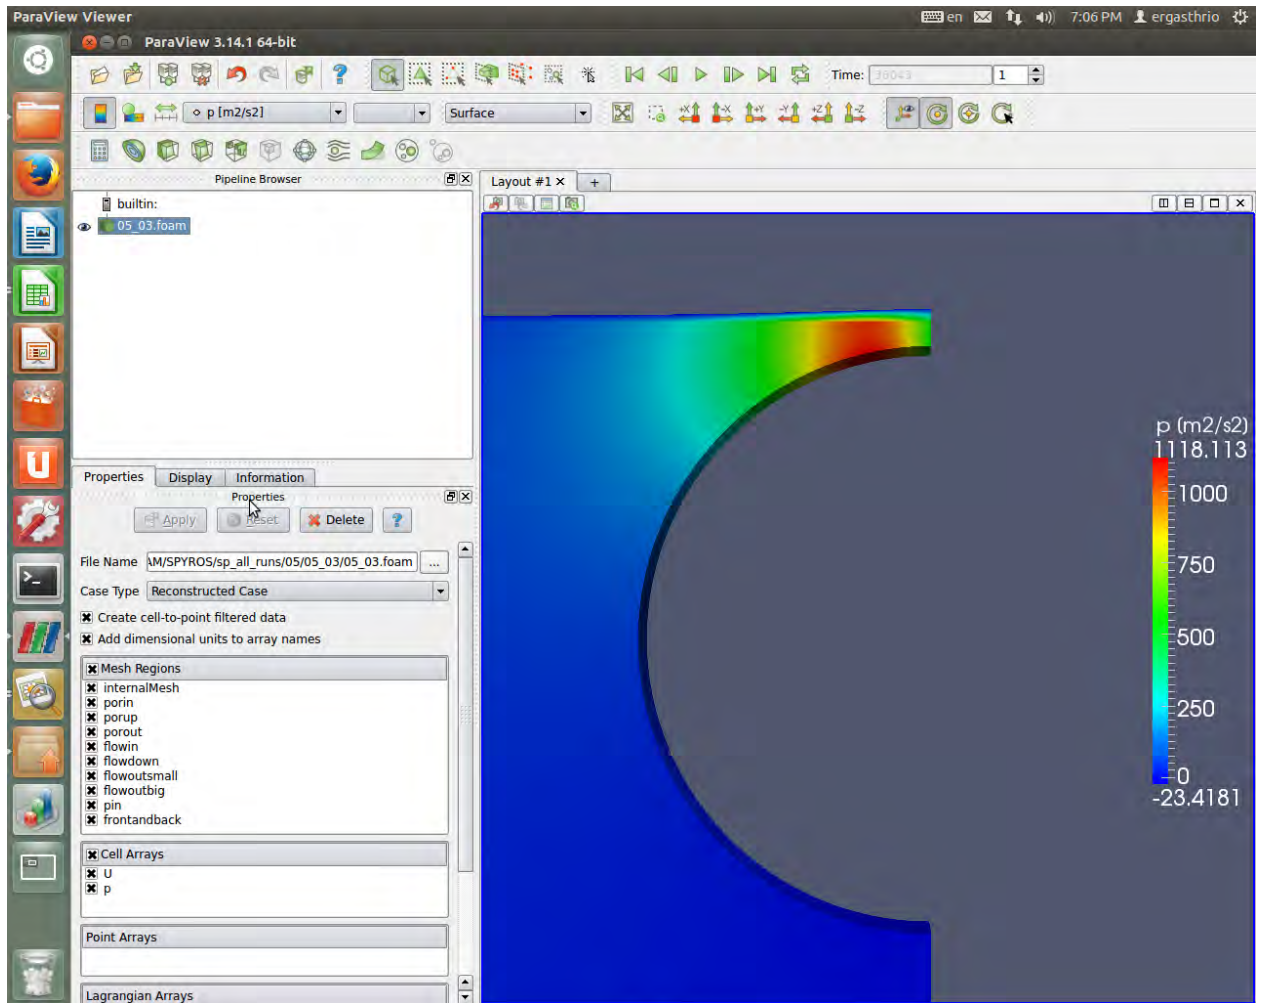 ParaView Viewer
en
7:06 PM
ergasthrio
ParaView 3.14.1 64-bit
Time:
1
p [m2/s2]
Surface
Pipeline Browser
builtin:
05_03.foam
Layout #1
Properties
Display
Information
Properties
Apply
Reset
Delete
File Name
AM/SPYROS/sp_all_runs/05/05_03/05_03.foam
...
Case Type
Reconstructed Case
Create cell-to-point filtered data
Add dimensional units to array names
Mesh Regions
internalMesh
porin
porup
porout
flowin
flowdown
flowoutsmall
flowoutbig
pin
frontandback
Cell Arrays
U
p
Point Arrays
Lagrangian Arrays
p (m2/s2)
1118.113
1000
750
500
250
0
-23.4181